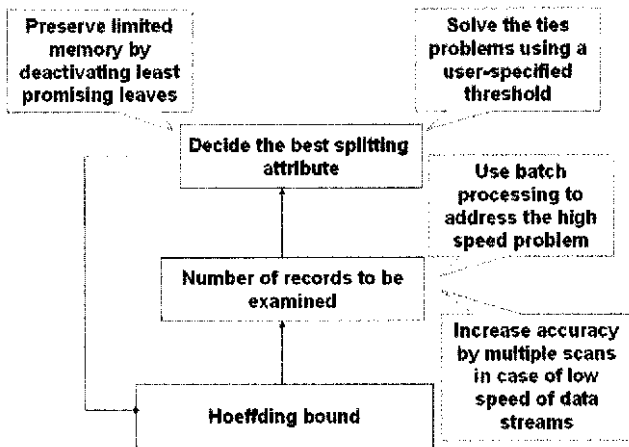 Preserve limited
memory by
deactivating least
promising leaves
Solve the ties
problems using a
user-specified
threshold
Decide the best splitting
attribute
Use batch
processing to
address the high
speed problem
Number of records to be
examined
Increase accuracy
by multiple scans
in case of low
speed of data
streams
Hoeffding bound